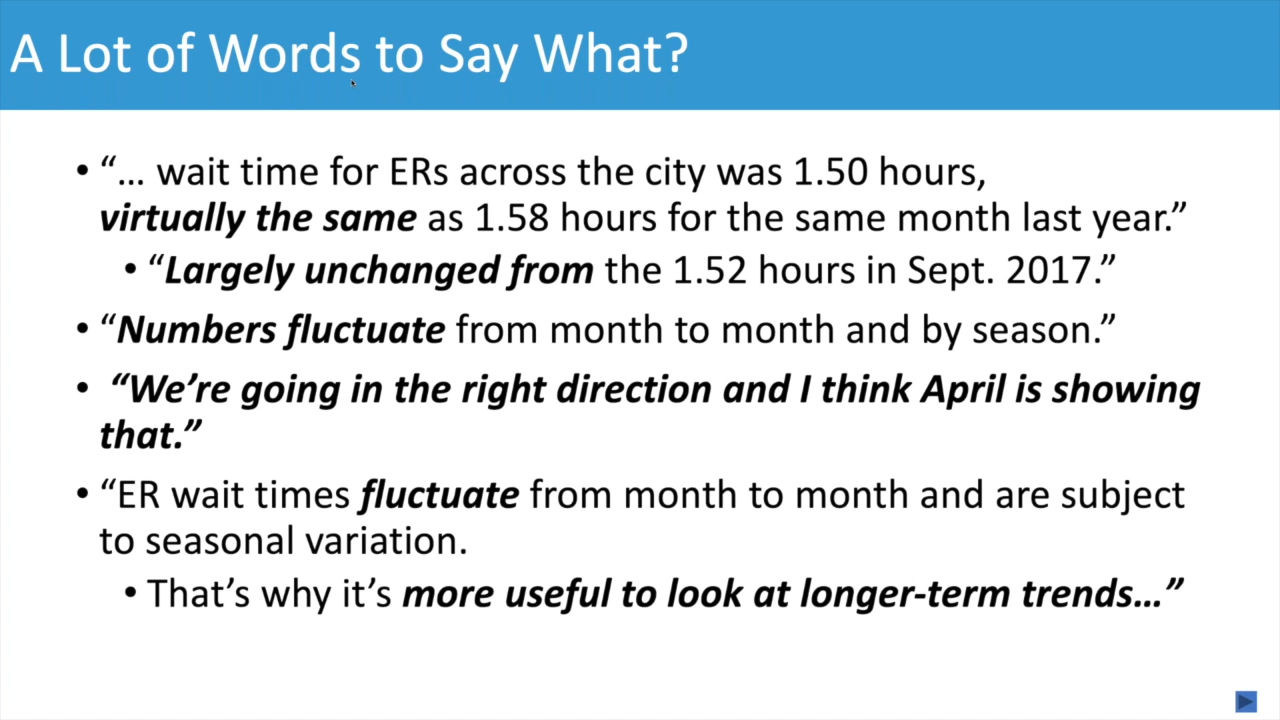 A Lot of Words to Say What?
• “… wait time for ERs across the city was 1.50 hours,
virtually the same as 1.58 hours for the same month last year.”
• “Largely unchanged from the 1.52 hours in Sept. 2017.”
• “Numbers fluctuate from month to month and by season.”
• “We’re going in the right direction and I think April is showing
that.”
• “ER wait times fluctuate from month to month and are subject
to seasonal variation.
• That’s why it’s more useful to look at longer-term trends…”